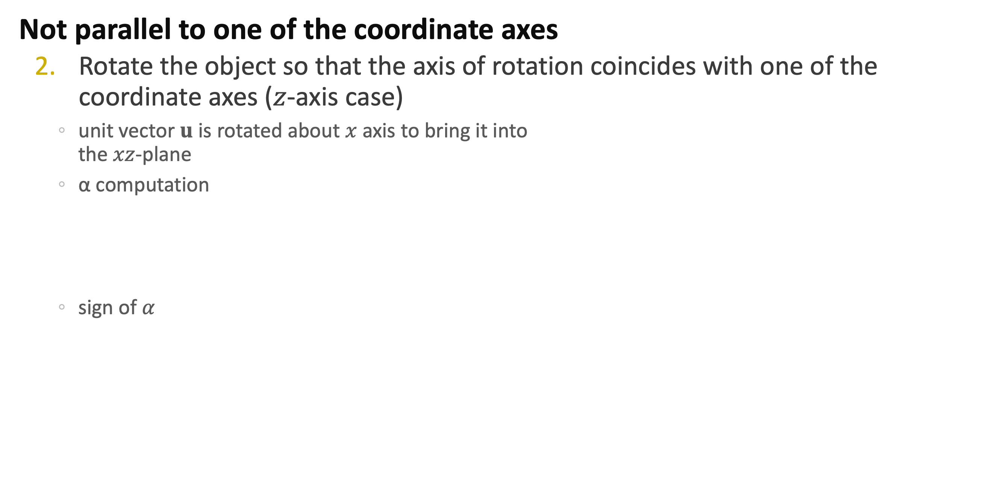 Not parallel to one of the coordinate axes
2. Rotate the object so that the axis of rotation coincides with one of the
coordinate axes (z-axis case)
◦ unit vector u is rotated about x axis to bring it into
the xz-plane
◦ α computation
◦ sign of α